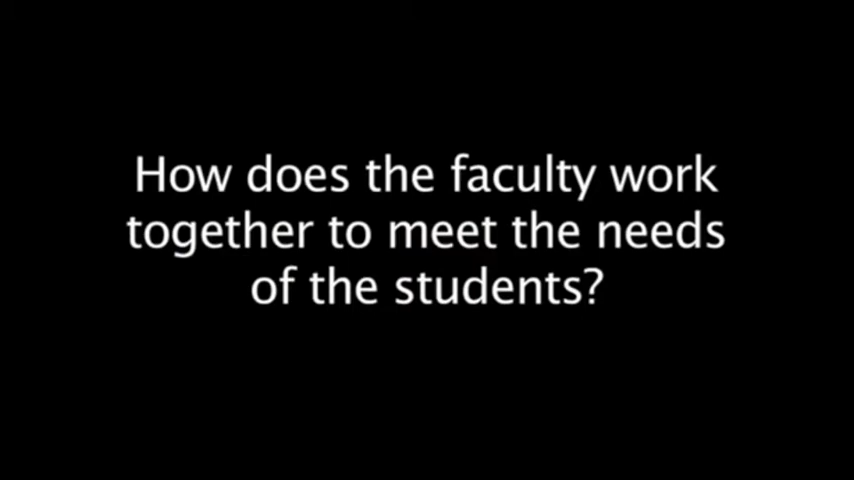 How does the faculty work
together to meet the needs
of the students?